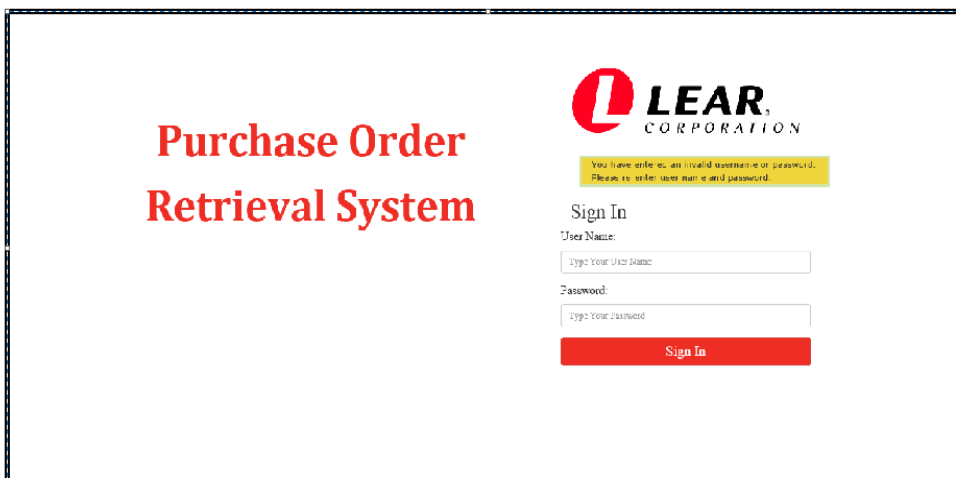 Purchase Order
Retrieval System
LEAR.
CORPORATION
You have entered an invalid username or password.
Please re-enter user name and password.
Sign In
User Name:
Type Your User Name
Password:
Type Your Password
Sign In